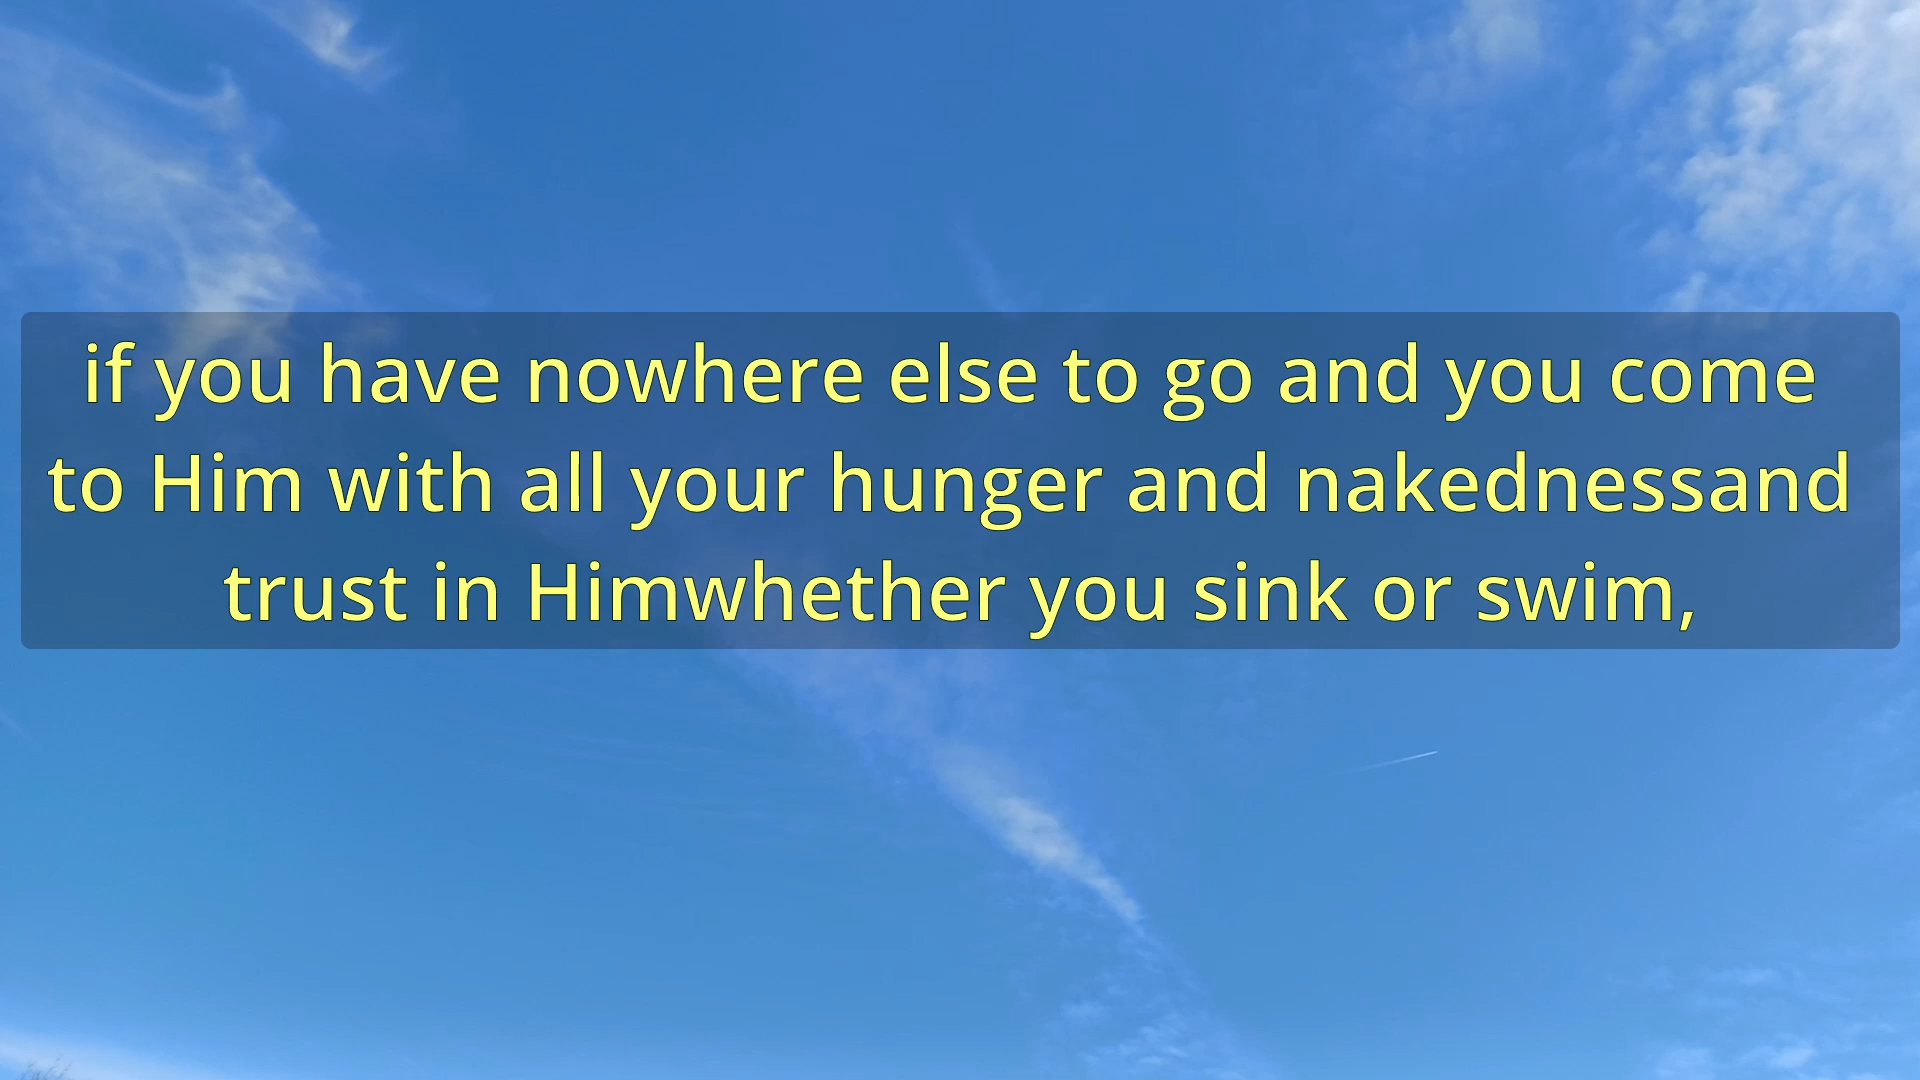 if you have nowhere else to go and you come
to Him with all your hunger and nakednessand
trust in Himwhether you sink or swim,